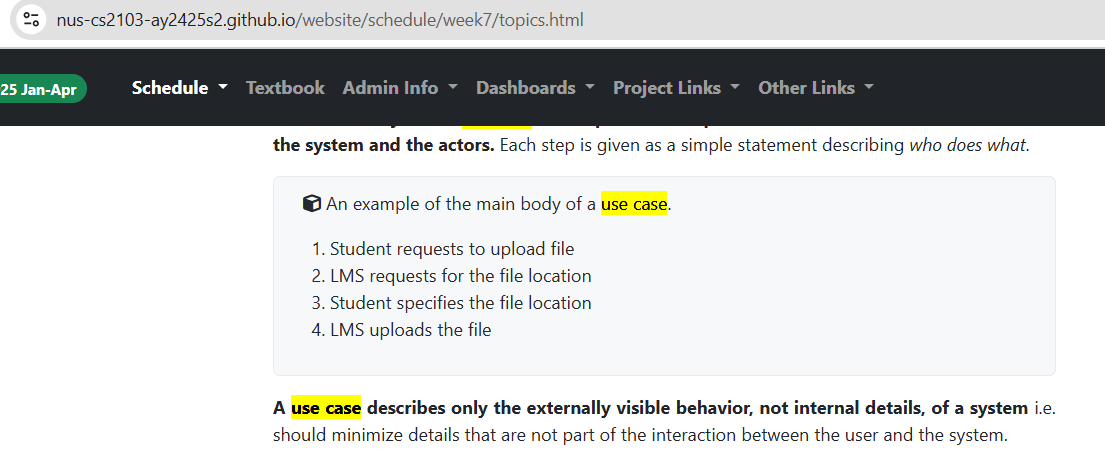 nus-cs2103-ay2425s2.github.io/website/schedule/week7/topics.html
25 Jan-Apr Schedule Textbook Admin Info Dashboards Project Links Other Links
the system and the actors. Each step is given as a simple statement describing who does what.
An example of the main body of a use case.
1. Student requests to upload file
2. LMS requests for the file location
3. Student specifies the file location
4. LMS uploads the file
A use case describes only the externally visible behavior, not internal details, of a system i.e.
should minimize details that are not part of the interaction between the user and the system.